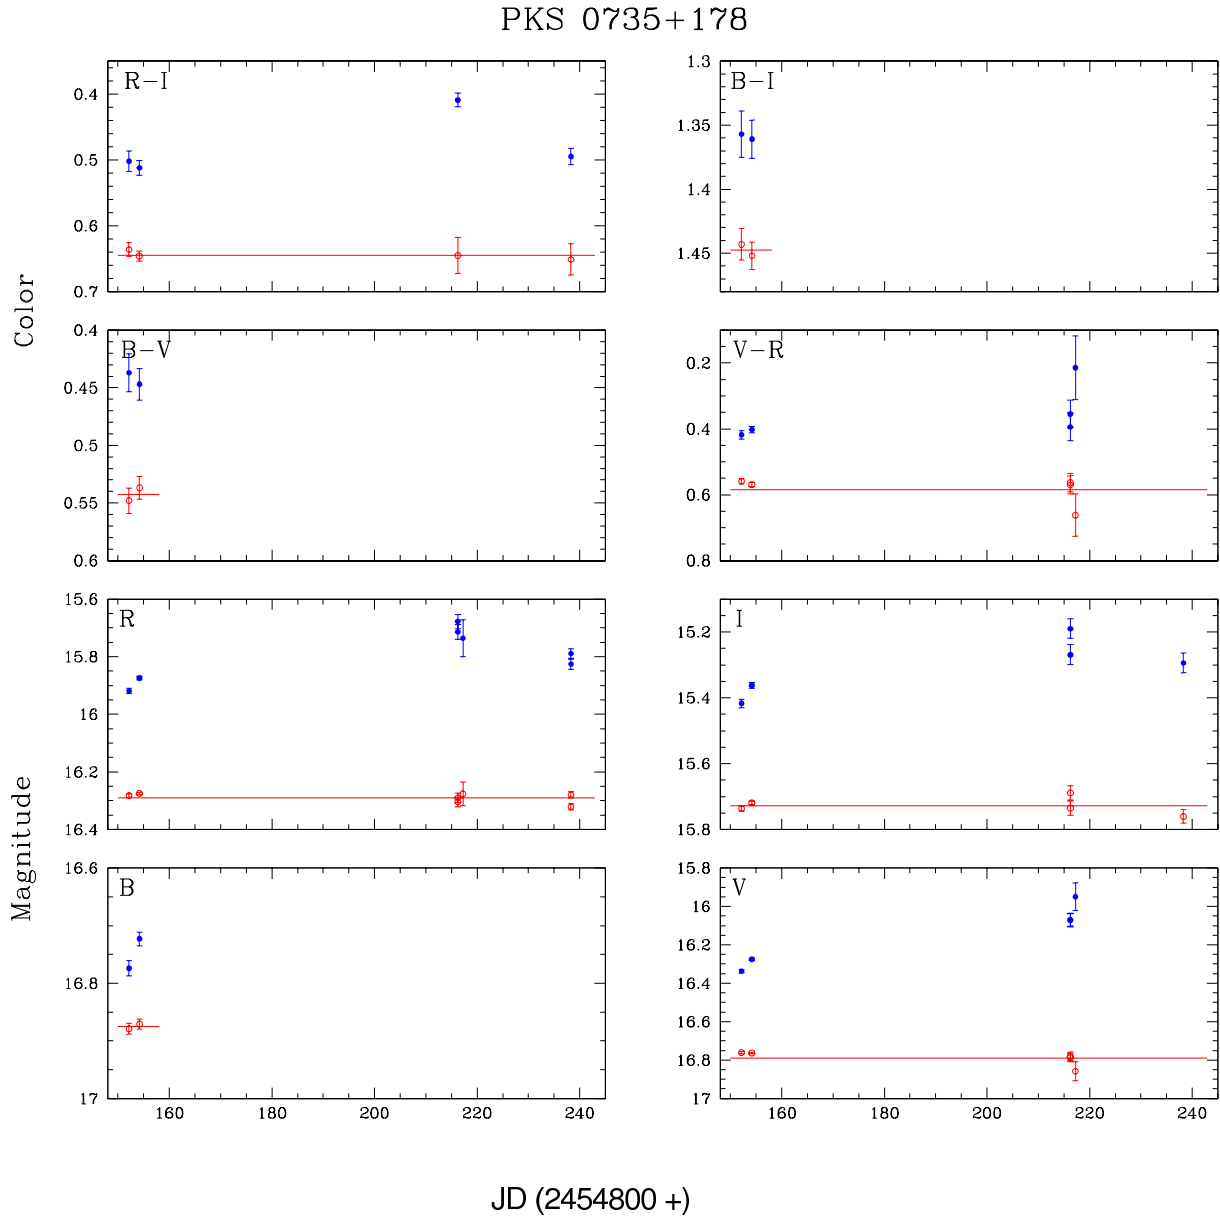 PKS 0735+178
R−I
0.4
0.5
0.6
0.7
B−I
1.3
1.35
1.4
1.45
Color
B−V
0.4
0.45
0.5
0.55
0.6
V−R
0.2
0.4
0.6
0.8
R
15.6
15.8
16
16.2
16.4
I
15.2
15.4
15.6
15.8
Magnitude
B
16.6
16.8
17
160 180 200 220 240
V
15.8
16
16.2
16.4
16.6
16.8
17
160 180 200 220 240
JD (2454800 +)